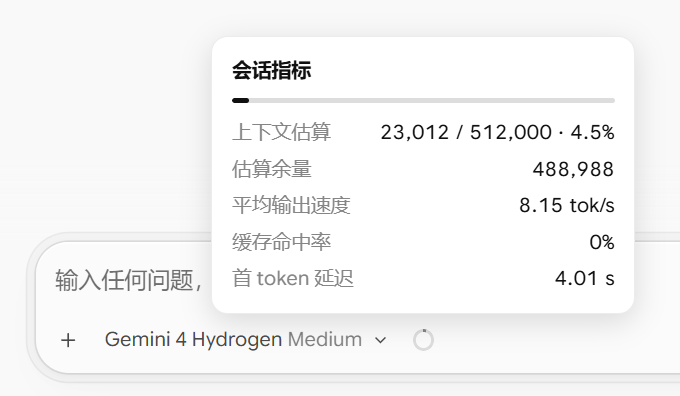 会话指标
上下文估算 23,012 / 512,000 · 4.5%
估算余量 488,988
平均输出速度 8.15 tok/s
缓存命中率 0%
首 token 延迟 4.01 s
输入任何问题，
+ Gemini 4 Hydrogen Medium